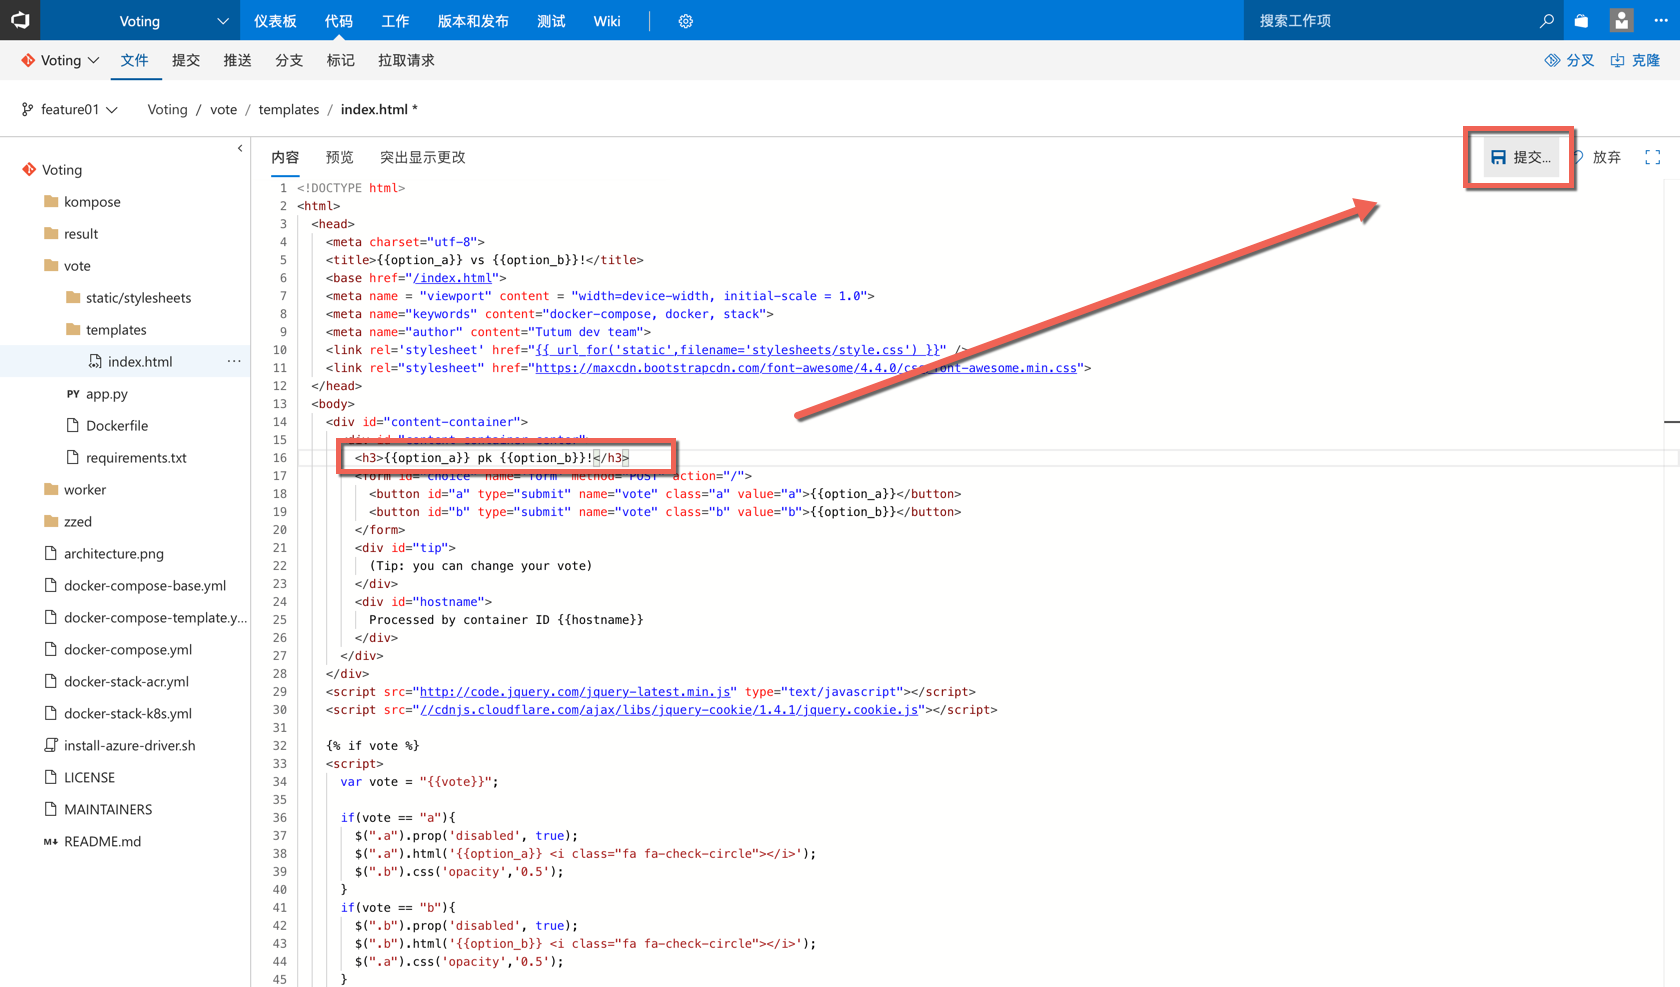 Voting
仪表板
代码
工作
版本和发布
测试
Wiki
搜索工作项
Voting
文件
提交
推送
分支
标记
拉取请求
分叉
克隆
feature01
Voting / vote / templates / index.html *
Voting
kompose
result
vote
static/stylesheets
templates
index.html
PY app.py
Dockerfile
requirements.txt
worker
zzed
architecture.png
docker-compose-base.yml
docker-compose-template.y...
docker-compose.yml
docker-stack-acr.yml
docker-stack-k8s.yml
install-azure-driver.sh
LICENSE
MAINTAINERS
M↓ README.md
内容
预览
突出显示更改
提交...
放弃
1 <!DOCTYPE html>
2 <html>
3 <head>
4 <meta charset="utf-8">
5 <title>{{option_a}} vs {{option_b}}!</title>
6 <base href="/index.html">
7 <meta name = "viewport" content = "width=device-width, initial-scale = 1.0">
8 <meta name="keywords" content="docker-compose, docker, stack">
9 <meta name="author" content="Tutum dev team">
10 <link rel='stylesheet' href="{{ url_for('static',filename='stylesheets/style.css') }}" />
11 <link rel="stylesheet" href="https://maxcdn.bootstrapcdn.com/font-awesome/4.4.0/css/font-awesome.min.css">
12 </head>
13 <body>
14 <div id="content-container">
15 <div id="content-container-center">
16 <h3>{{option_a}} pk {{option_b}}!</h3>
17 <form id="choice" name="form" method="POST" action="/">
18 <button id="a" type="submit" name="vote" class="a" value="a">{{option_a}}</button>
19 <button id="b" type="submit" name="vote" class="b" value="b">{{option_b}}</button>
20 </form>
21 <div id="tip">
22 (Tip: you can change your vote)
23 </div>
24 <div id="hostname">
25 Processed by container ID {{hostname}}
26 </div>
27 </div>
28 </div>
29 <script src="http://code.jquery.com/jquery-latest.min.js" type="text/javascript"></script>
30 <script src="//cdnjs.cloudflare.com/ajax/libs/jquery-cookie/1.4.1/jquery.cookie.js"></script>
31
32 {% if vote %}
33 <script>
34 var vote = "{{vote}}";
35
36 if(vote == "a"){
37 $(".a").prop('disabled', true);
38 $(".a").html('{{option_a}} <i class="fa fa-check-circle"></i>');
39 $(".b").css('opacity','0.5');
40 }
41 if(vote == "b"){
42 $(".b").prop('disabled', true);
43 $(".b").html('{{option_b}} <i class="fa fa-check-circle"></i>');
44 $(".a").css('opacity','0.5');
45 }